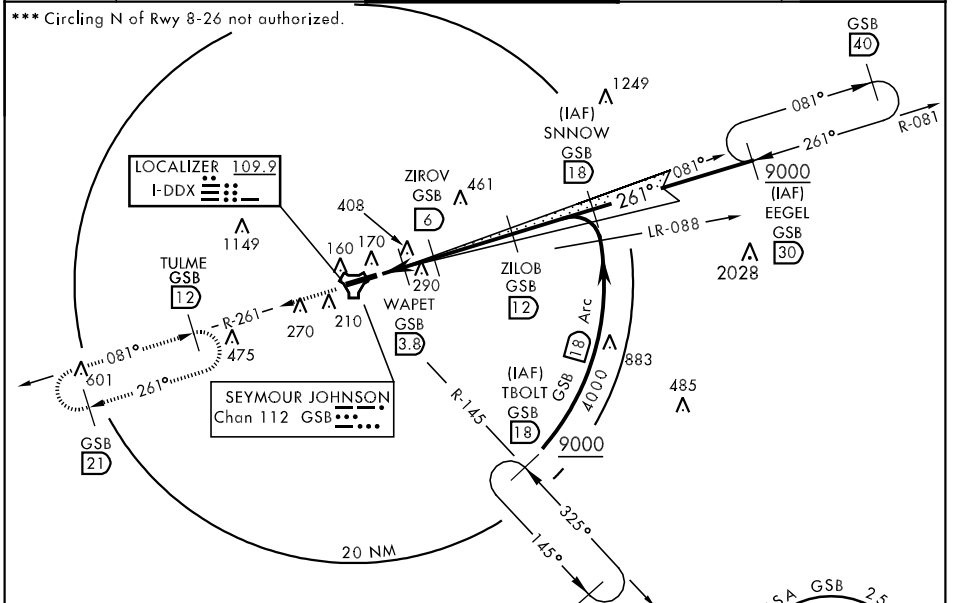 *** Circling N of Rwy 8-26 not authorized.
GSB
40
1249
081°
(IAF)
SNNOW
GSB
18
261°
R-081
LOCALIZER 109.9
I-DDX
ZIROV
GSB
6
461
081°
9000
(IAF)
EEGEL
GSB
30
261°
408
1149
LR-088
2028
160
170
TULME
GSB
12
290
ZILOB
GSB
12
WAPET
GSB
3.8
R-261
270
210
475
081°
601
261°
GSB 18 Arc
4000
883
(IAF)
TBOLT
GSB
18
485
SEYMOUR JOHNSON
Chan 112 GSB
R-145
GSB
21
9000
325°
145°
20 NM
SA GSB 25